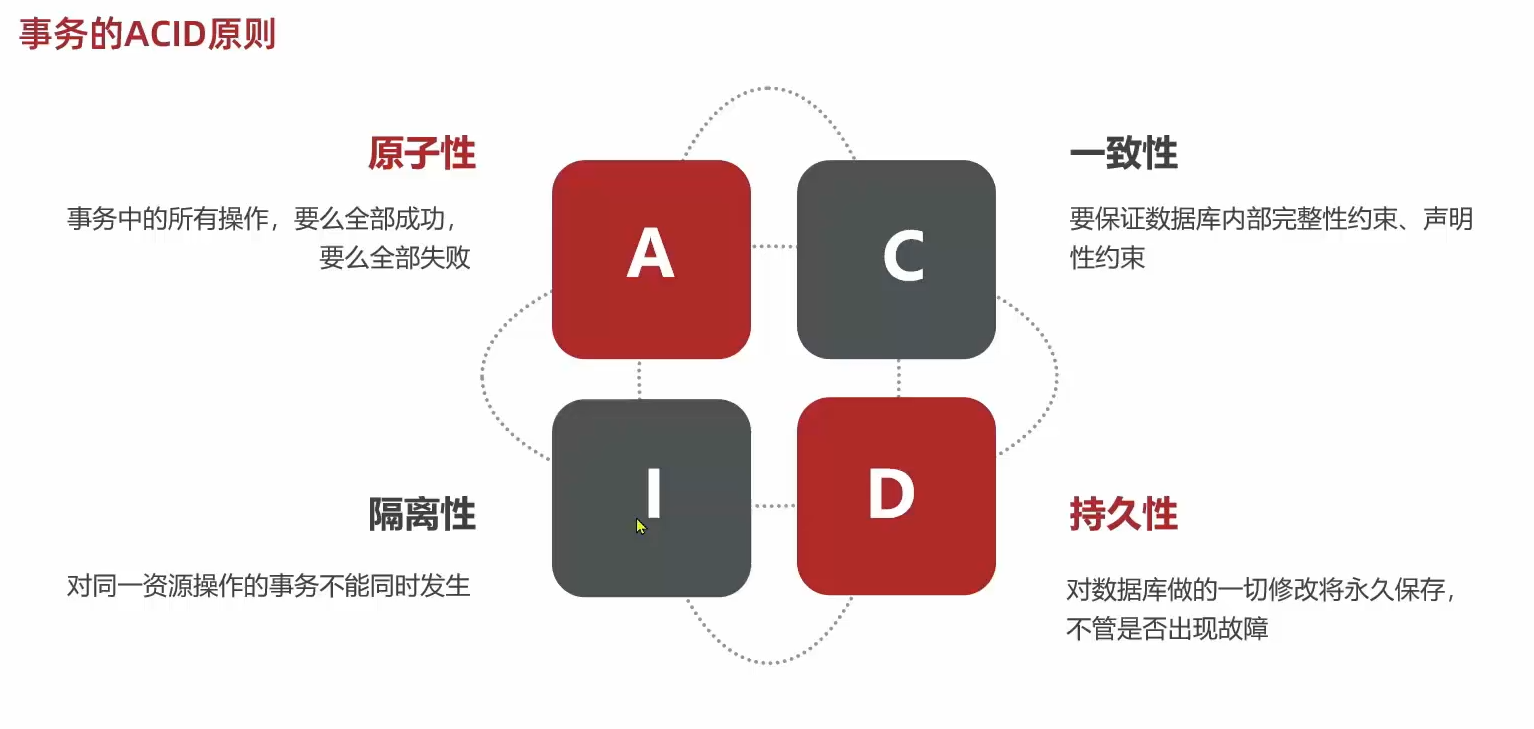 事务的ACID原则
原子性
事务中的所有操作，要么全部成功，
要么全部失败
A
C
一致性
要保证数据库内部完整性约束、声明
性约束
隔离性
对同一资源操作的事务不能同时发生
I
D
持久性
对数据库做的一切修改将永久保存，
不管是否出现故障